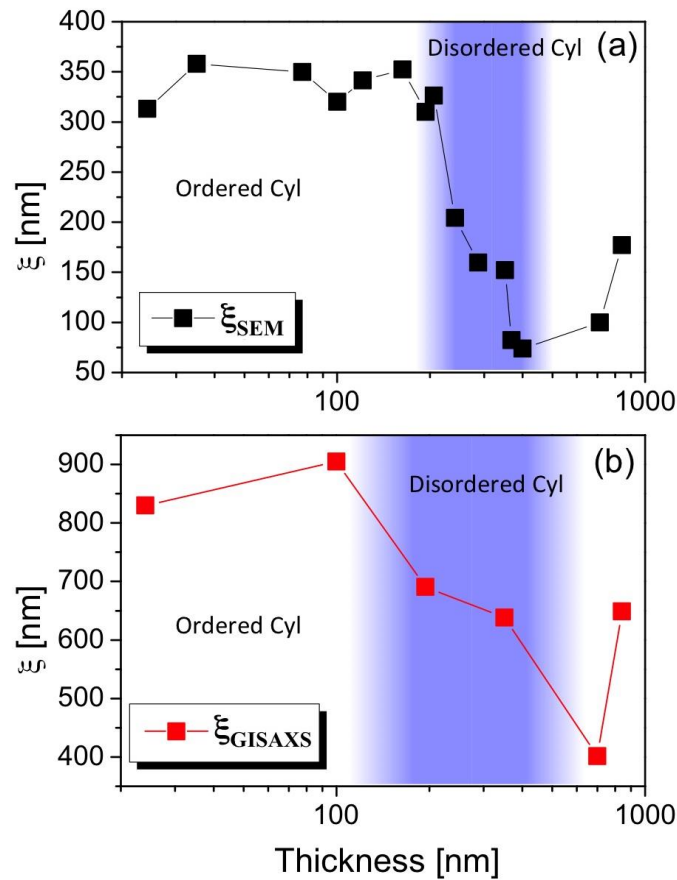 400
350
300
250
200
150
100
50
ξ [nm]
Disordered Cyl
(a)
Ordered Cyl
ξSEM
100
1000
900
800
700
600
500
400
ξ [nm]
(b)
Disordered Cyl
Ordered Cyl
ξGISAXS
100
1000
Thickness [nm]